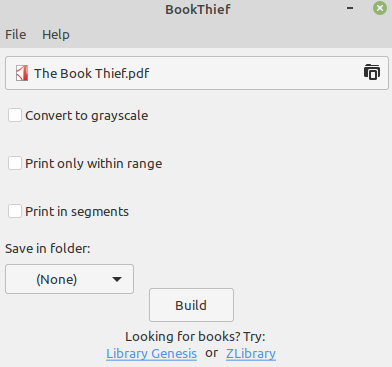 BookThief
File Help
The Book Thief.pdf
Convert to grayscale
Print only within range
Print in segments
Save in folder:
(None)
Build
Looking for books? Try:
Library Genesis or ZLibrary